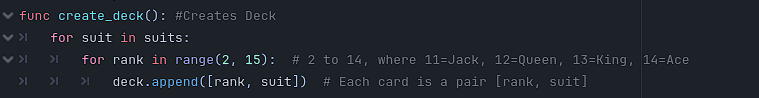 func create_deck(): #Creates Deck
for suit in suits:
for rank in range(2, 15):  # 2 to 14, where 11=Jack, 12=Queen, 13=King, 14=Ace
deck.append([rank, suit])  # Each card is a pair [rank, suit]